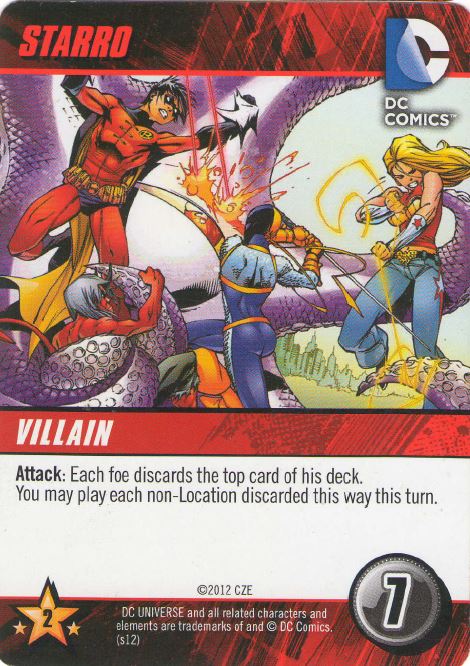 STARRO
DC COMICS™
VILLAIN
Attack: Each foe discards the top card of his deck.
You may play each non-Location discarded this way this turn.
©2012 CZE
2
DC UNIVERSE and all related characters and
elements are trademarks of and © DC Comics.
(s12)
7